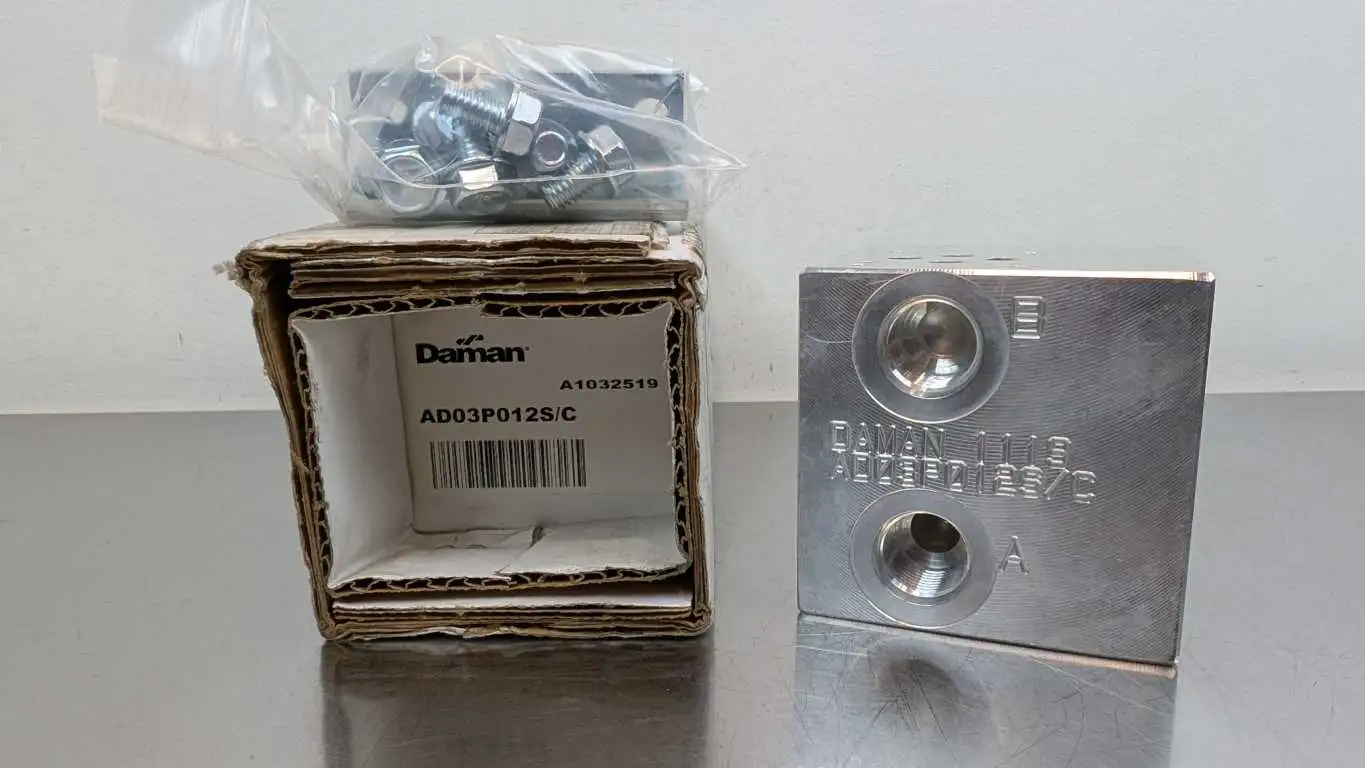 Daman
A1032519
AD03P012S/C
B
DAMAN 1119
AD03P012S/C
A